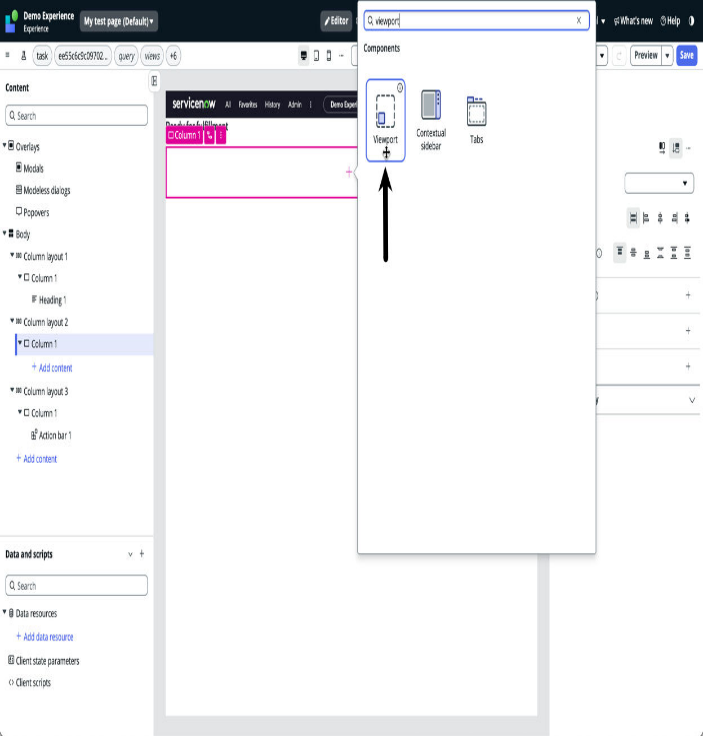 Demo Experience
Experience
My test page (Default)
Editor
What's new
Help
task
ee55c6c9c09702...
query
views
+6
Preview
Save
Content
Search
Overlays
Modals
Modeless dialogs
Popovers
Body
Column layout 1
Column 1
Heading 1
Column layout 2
Column 1
+ Add content
Column layout 3
Column 1
Action bar 1
+ Add content
Data and scripts
Search
Data resources
+ Add data resource
Client state parameters
Client scripts
servicenow
All
Favorites
History
Admin
Demo Exper
Ready for fulfillment
Column 1
viewport
Components
Viewport
Contextual
sidebar
Tabs